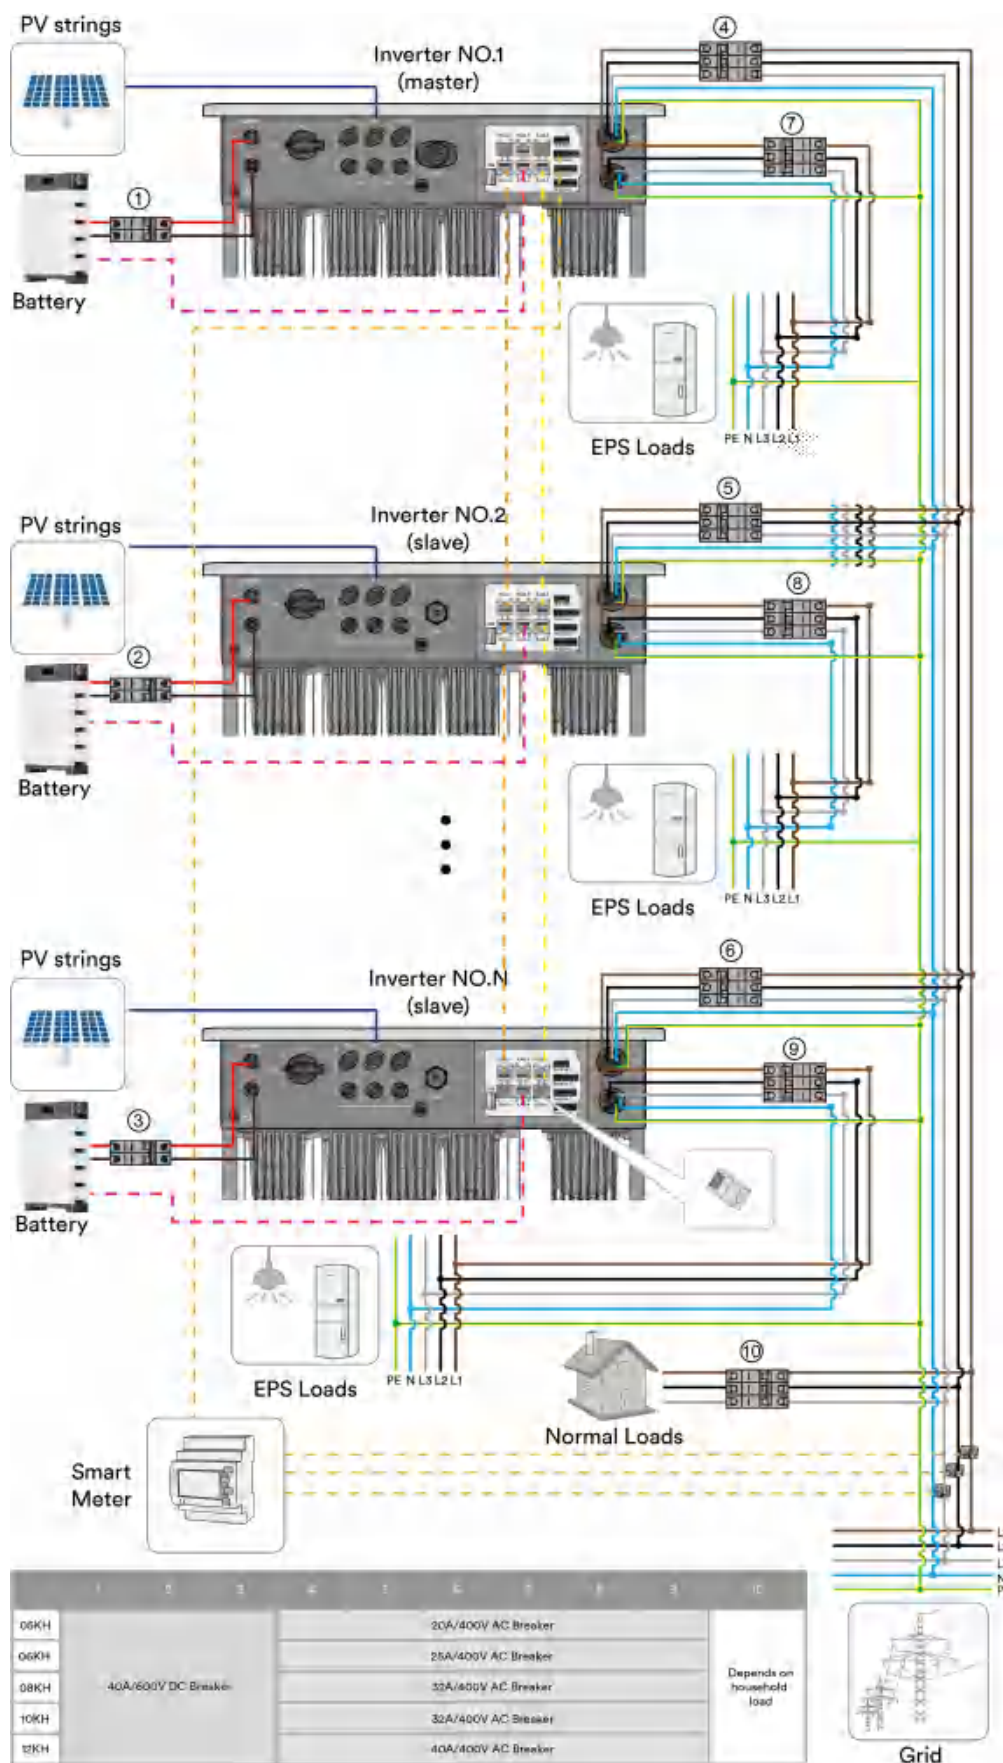 PV strings
④
Inverter NO.1
(master)
⑦
①
Battery
EPS Loads
PE N L3 L2 L1
⑤
PV strings
Inverter NO.2
(slave)
⑧
②
Battery
EPS Loads
PE N L3 L2 L1
⑥
PV strings
Inverter NO.N
(slave)
⑨
③
Battery
EPS Loads
PE N L3 L2 L1
⑩
Normal Loads
Smart
Meter
L
L
L
N
P
05KH
20A/400V AC Breaker
06KH
25A/400V AC Breaker
08KH
40A/600V DC Breaker
32A/400V AC Breaker
Depends on
household
load
10KH
32A/400V AC Breaker
12KH
40A/400V AC Breaker
Grid